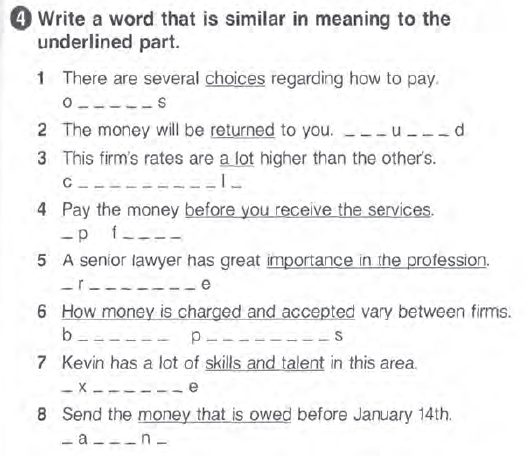 4 Write a word that is similar in meaning to the
underlined part.
1 There are several choices regarding how to pay.
o _ _ _ _ _ s
2 The money will be returned to you. _ _ _ u _ _ _ d
3 This firm's rates are a lot higher than the other's.
c _ _ _ _ _ _ _ _ _ l _
4 Pay the money before you receive the services.
_ p f _ _ _ _
5 A senior lawyer has great importance in the profession.
_ r _ _ _ _ _ _ _ e
6 How money is charged and accepted vary between firms.
b _ _ _ _ _ _ p _ _ _ _ _ _ _ _ s
7 Kevin has a lot of skills and talent in this area.
_ x _ _ _ _ _ _ e
8 Send the money that is owed before January 14th.
_ a _ _ _ n _